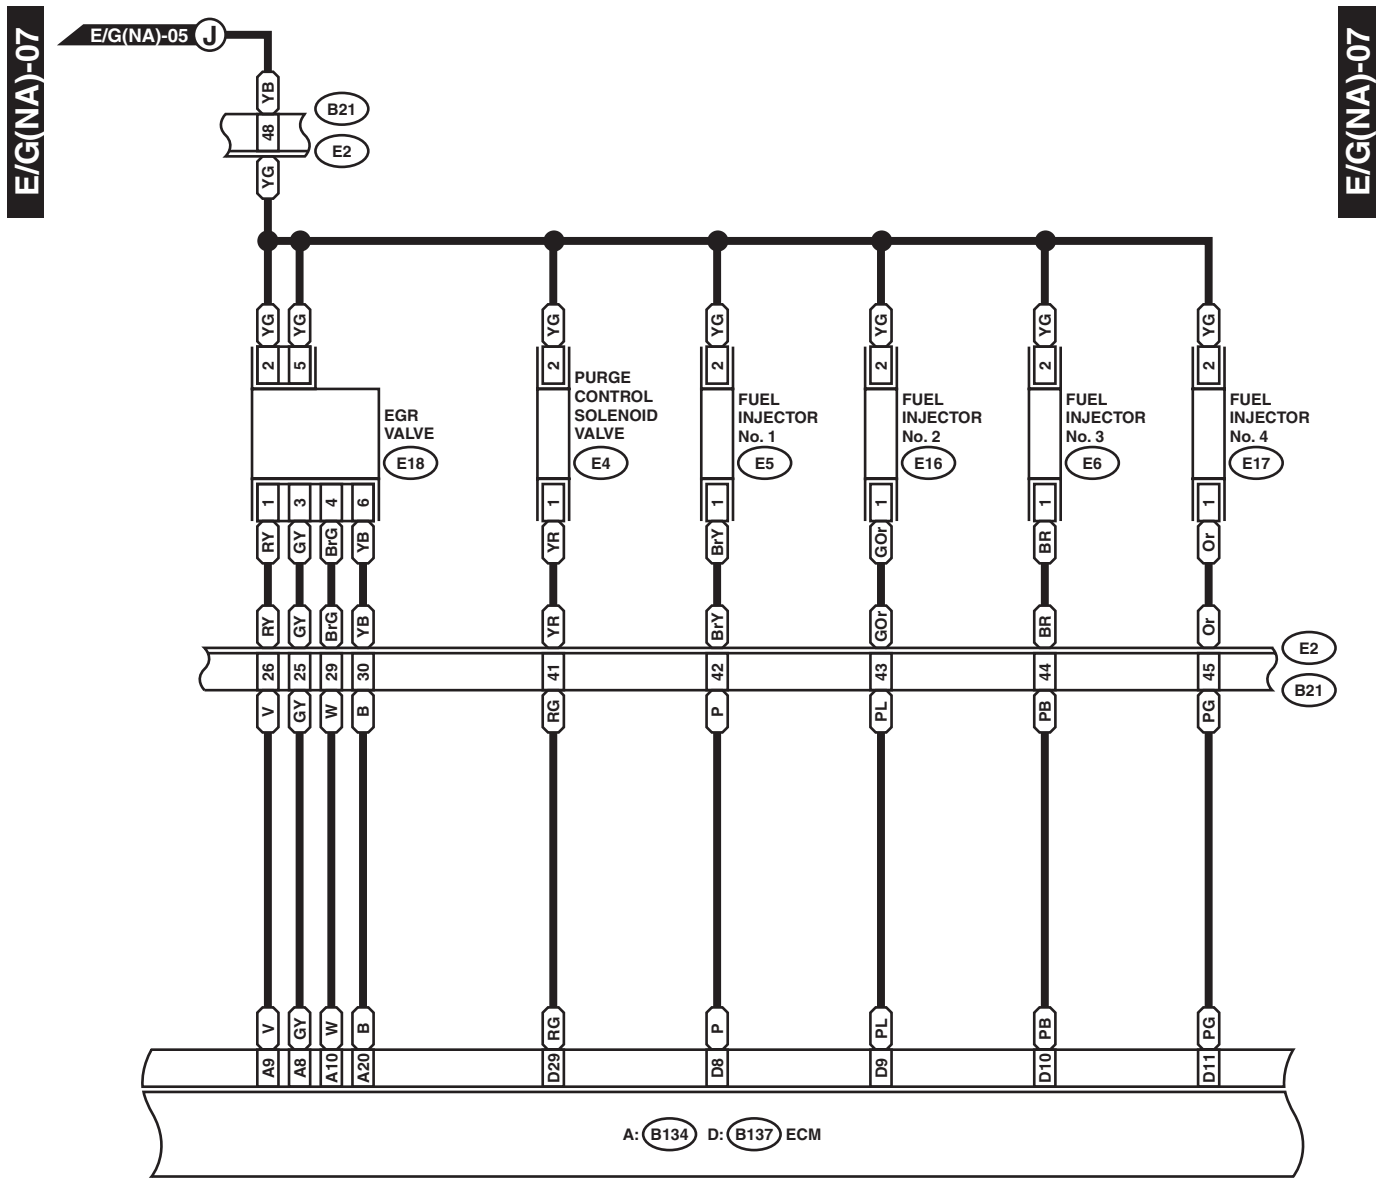 E/G(NA)-07
E/G(NA)-07
E/G(NA)-05 J
YB
B21
48
E2
YG
YG YG YG YG YG YG YG
2 5 2 2 2 2 2
EGR
VALVE
E18
PURGE
CONTROL
SOLENOID
VALVE
E4
FUEL
INJECTOR
No. 1
E5
FUEL
INJECTOR
No. 2
E16
FUEL
INJECTOR
No. 3
E6
FUEL
INJECTOR
No. 4
E17
1 3 4 6 1 1 1 1 1
RY GY BrG YB YR BrY GOr BR Or
RY GY BrG YB YR BrY GOr BR Or
E2
26 25 29 30 41 42 43 44 45
B21
V GY W B RG P PL PB PG
V GY W B RG P PL PB PG
A9 A8 A10 A20 D29 D8 D9 D10 D11
A: B134 D: B137 ECM